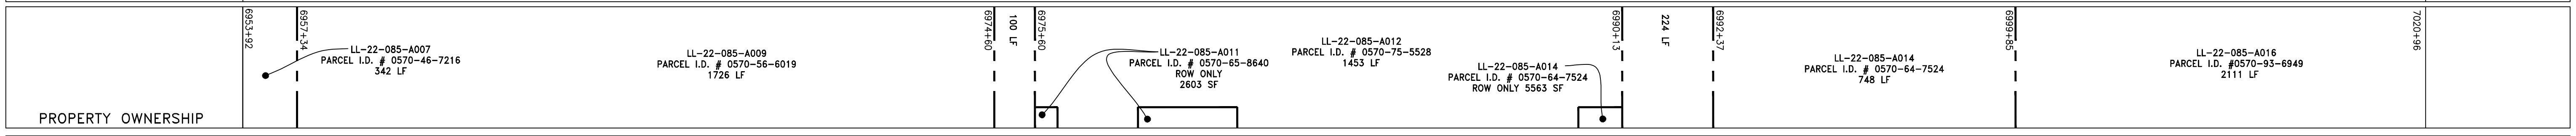 PROPERTY OWNERSHIP
6953+92
6957+34
LL-22-085-A007
PARCEL I.D. # 0570-46-7216
342 LF
LL-22-085-A009
PARCEL I.D. # 0570-56-6019
1726 LF
6974+60
100 LF
6975+60
LL-22-085-A011
PARCEL I.D. # 0570-65-8640
ROW ONLY
2603 SF
LL-22-085-A012
PARCEL I.D. # 0570-75-5528
1453 LF
LL-22-085-A014
PARCEL I.D. # 0570-64-7524
ROW ONLY 5563 SF
6990+13
224 LF
6992+37
LL-22-085-A014
PARCEL I.D. # 0570-64-7524
748 LF
6999+85
LL-22-085-A016
PARCEL I.D. #0570-93-6949
2111 LF
7020+96